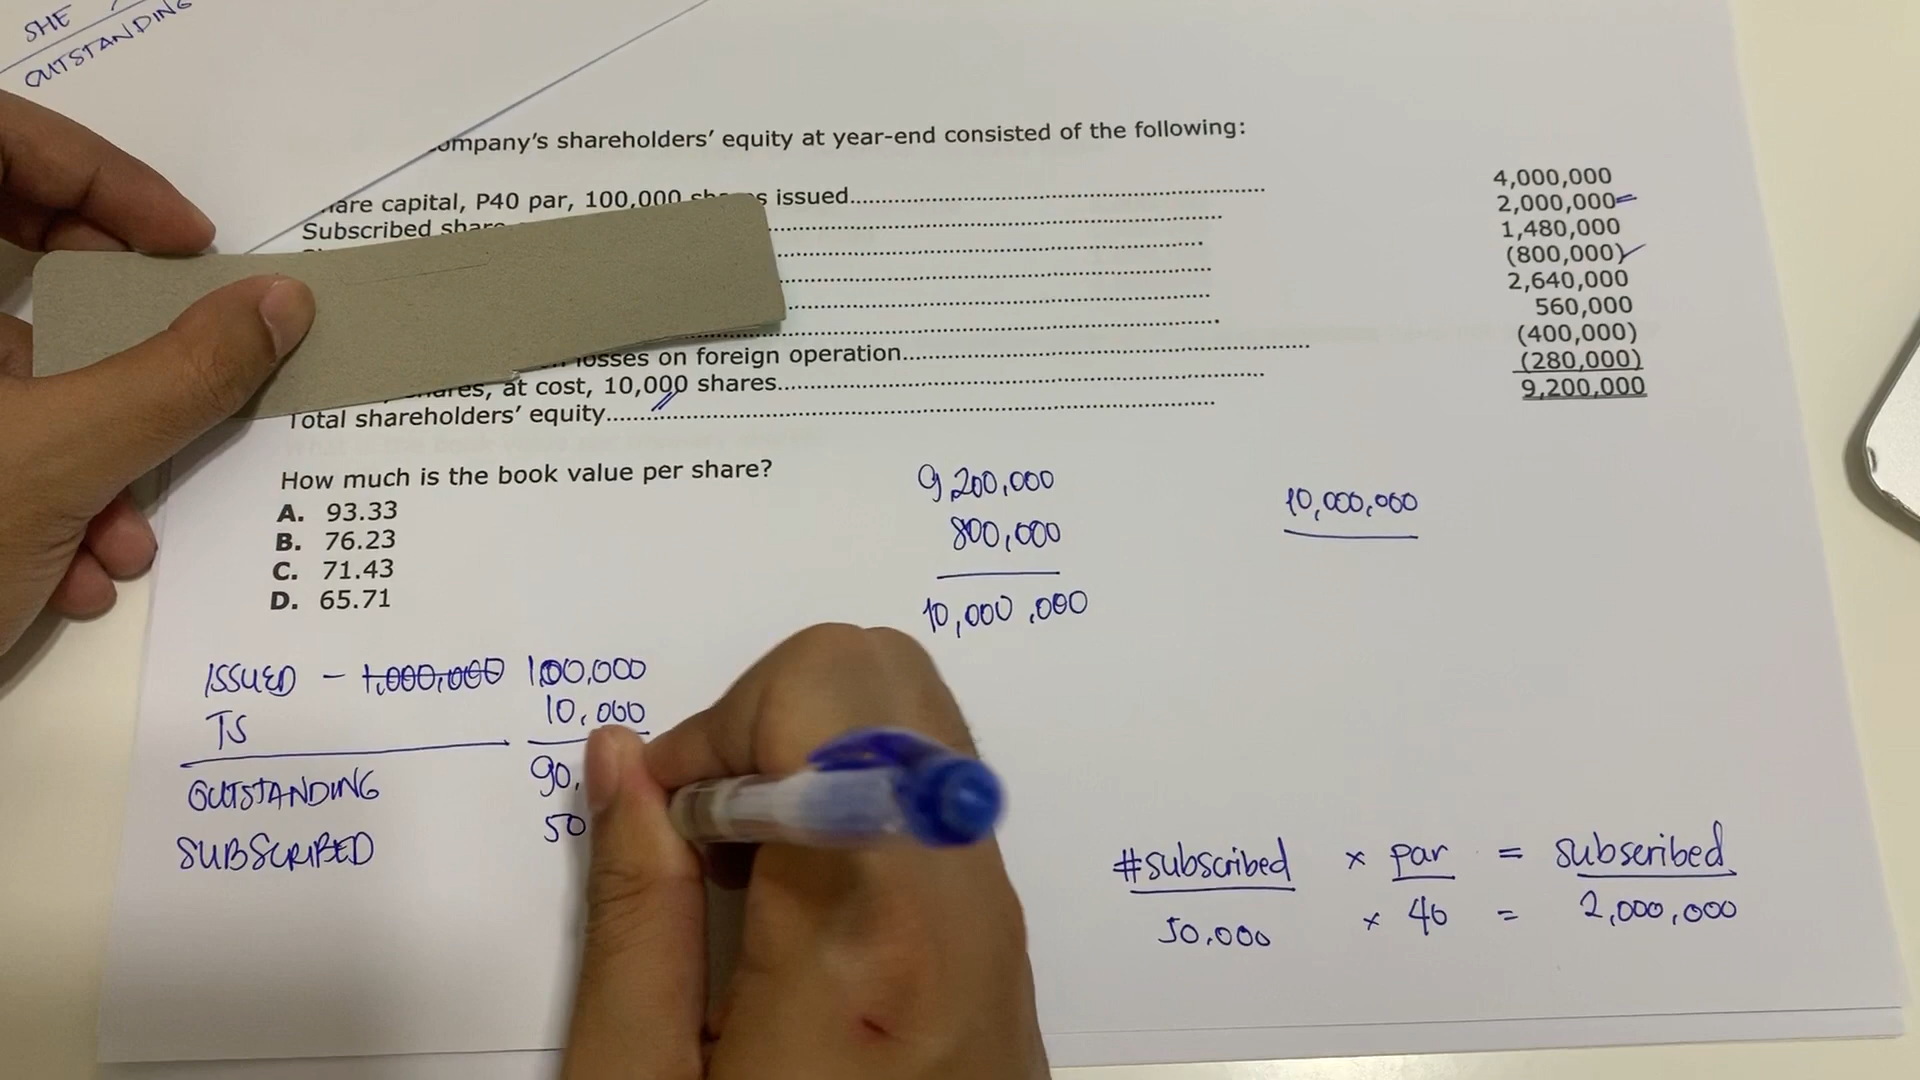 SHE
OUTSTANDING
ompany's shareholders' equity at year-end consisted of the following:
are capital, P40 par, 100,000 issued........ 4,000,000
Subscribed ........ 2,000,000
........ 1,480,000
........ (800,000)
........ 2,640,000
........ 560,000
losses on foreign operation........ (400,000)
at cost, 10,000 shares........ (280,000)
Total shareholders' equity........ 9,200,000
How much is the book value per share?
A. 93.33
B. 76.23
C. 71.43
D. 65.71
9,200,000
800,000
10,000,000
10,000,000
ISSUED - 1,000,000 100,000
TS 10,000
OUTSTANDING 90,
SUBSCRIBED 50
#subscribed x par = subscribed
50,000 x 40 = 2,000,000